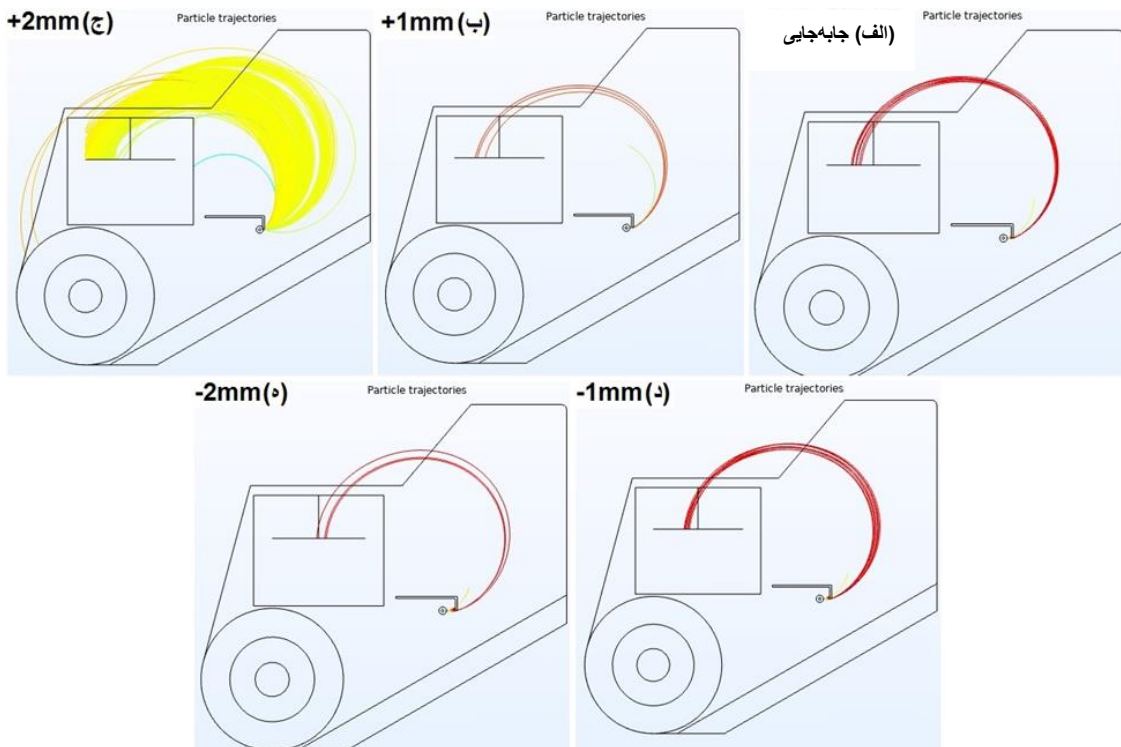 +2mm(ج)
Particle trajectories
+1mm(ب)
Particle trajectories
Particle trajectories
(الف) جابه‌جایی
-2mm(ه)
Particle trajectories
-1mm(د)
Particle trajectories